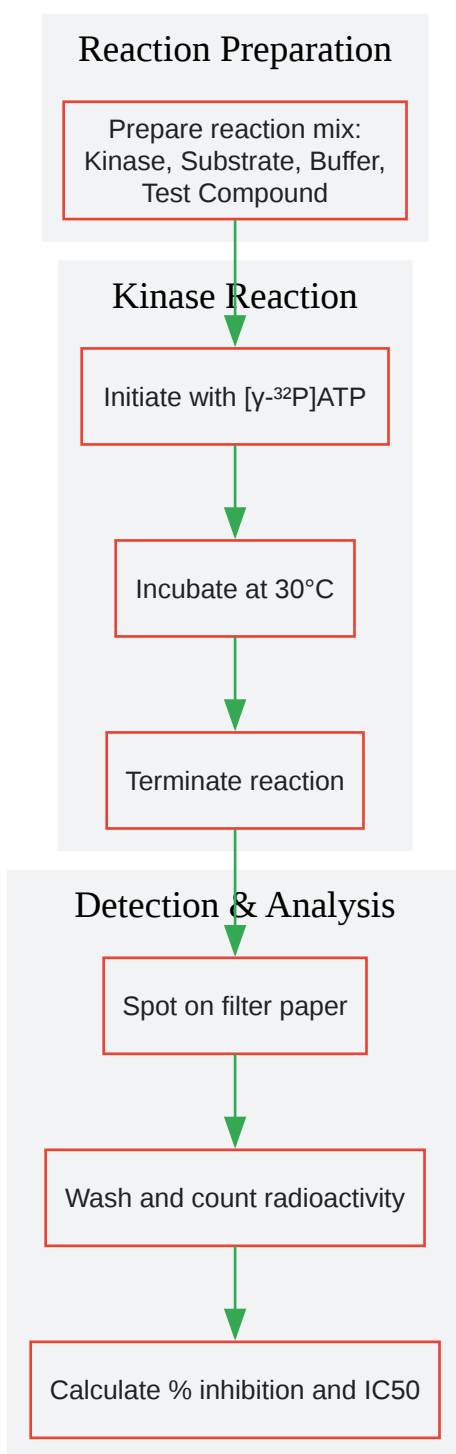 Reaction Preparation
Prepare reaction mix:
Kinase, Substrate, Buffer,
Test Compound
Kinase Reaction
Initiate with [γ-³²P]ATP
Incubate at 30°C
Terminate reaction
Detection & Analysis
Spot on filter paper
Wash and count radioactivity
Calculate % inhibition and IC50